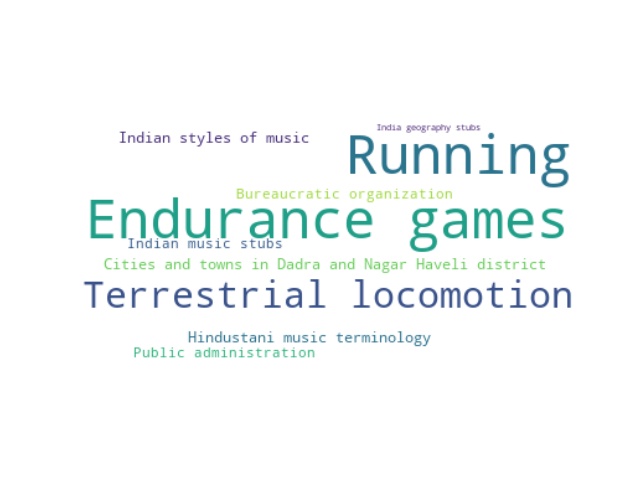 India geography stubs
Indian styles of music
Running
Bureaucratic organization
Endurance games
Indian music stubs
Cities and towns in Dadra and Nagar Haveli district
Terrestrial locomotion
Hindustani music terminology
Public administration